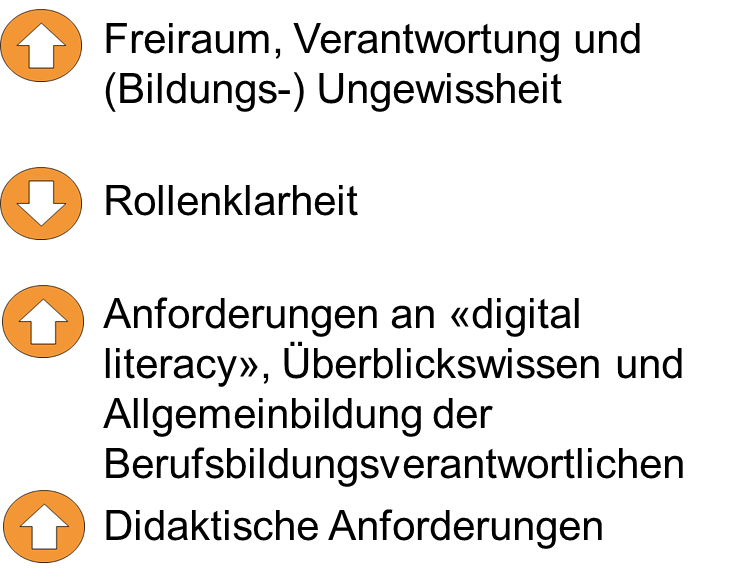 Freiraum, Verantwortung und
(Bildungs-) Ungewissheit
Rollenklarheit
Anforderungen an «digital
literacy», Überblickswissen und
Allgemeinbildung der
Berufsbildungsverantwortlichen
Didaktische Anforderungen